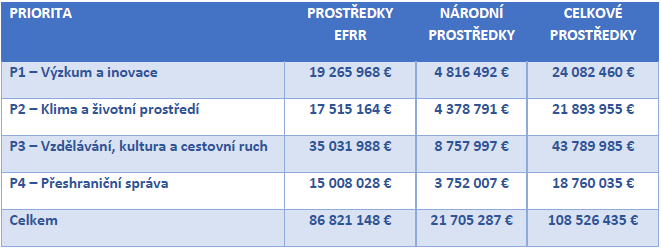 PRIORITA PROSTŘEDKY EFRR NÁRODNÍ PROSTŘEDKY CELKOVÉ PROSTŘEDKY
P1 – Výzkum a inovace 19 265 968 € 4 816 492 € 24 082 460 €
P2 – Klima a životní prostředí 17 515 164 € 4 378 791 € 21 893 955 €
P3 – Vzdělávání, kultura a cestovní ruch 35 031 988 € 8 757 997 € 43 789 985 €
P4 – Přeshraniční správa 15 008 028 € 3 752 007 € 18 760 035 €
Celkem 86 821 148 € 21 705 287 € 108 526 435 €